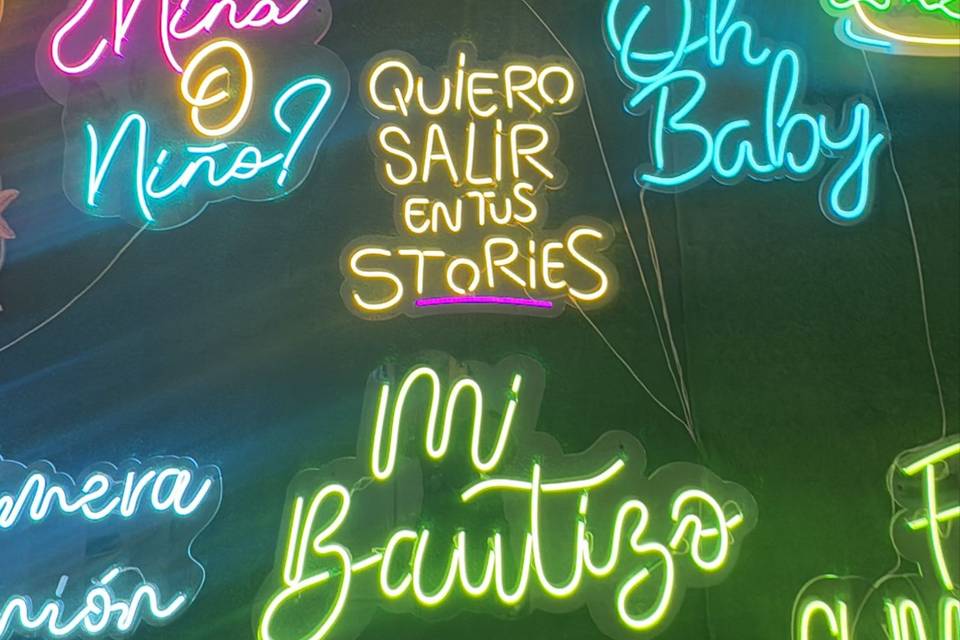 Niña
O
Niño?
QUiERO
SALiR
EN TUS
STORiES
Oh
Baby
Mi
Bautizo